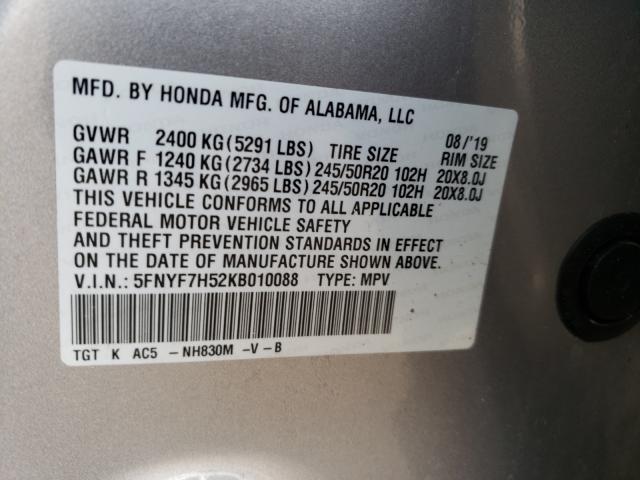 MFD. BY HONDA MFG. OF ALABAMA, LLC
GVWR 2400 KG(5291 LBS) TIRE SIZE 08/'19 RIM SIZE
GAWR F 1240 KG(2734 LBS) 245/50R20 102H 20X8.0J
GAWR R 1345 KG(2965 LBS) 245/50R20 102H 20X8.0J
THIS VEHICLE CONFORMS TO ALL APPLICABLE
FEDERAL MOTOR VEHICLE SAFETY
AND THEFT PREVENTION STANDARDS IN EFFECT
ON THE DATE OF MANUFACTURE SHOWN ABOVE.
V.I.N.: 5FNYF7H52KB010088 TYPE: MPV
TGT K AC5 -NH830M -V-B